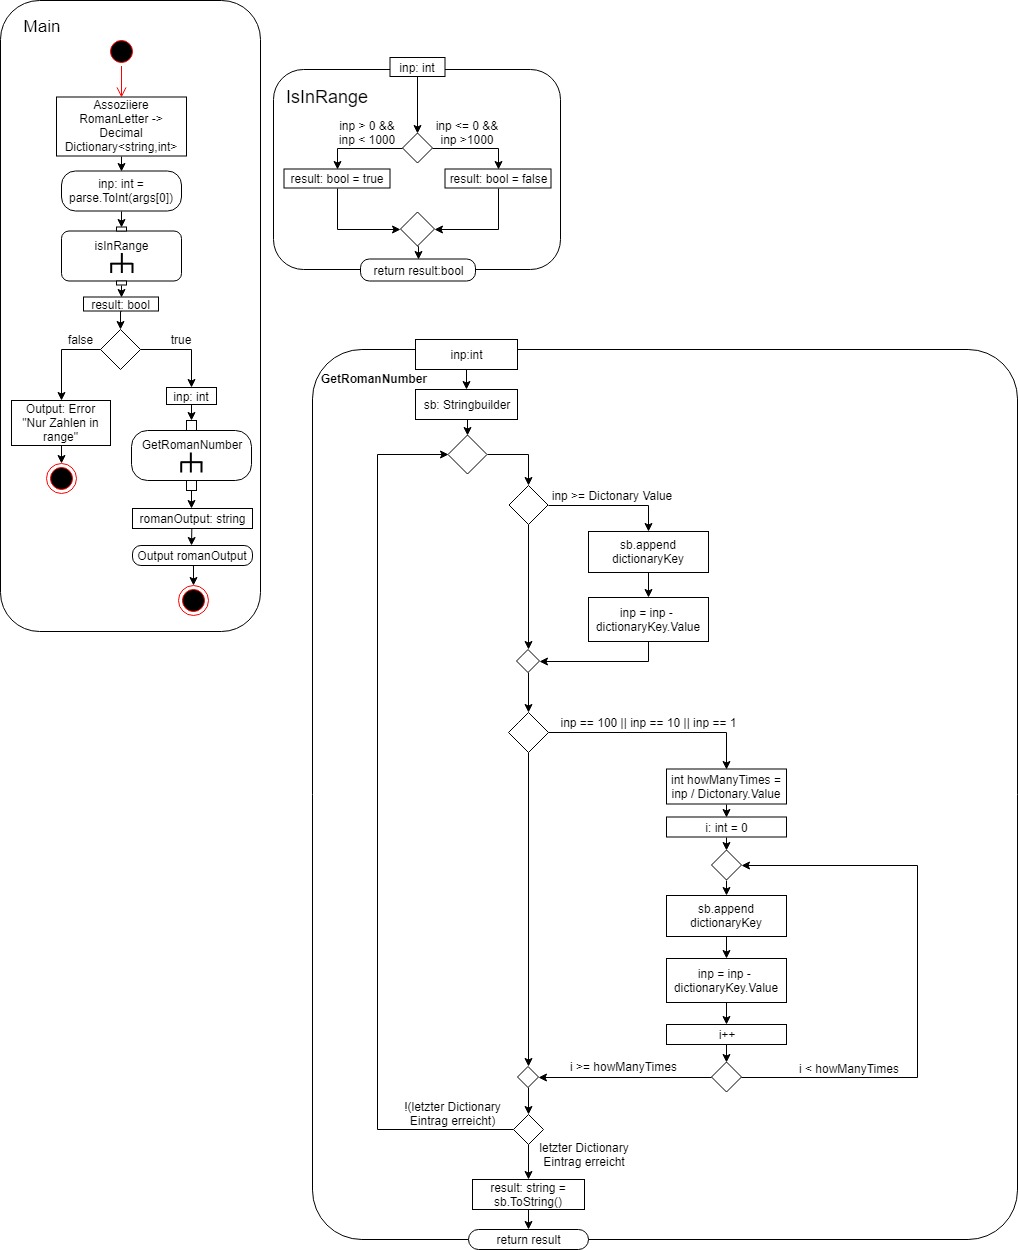 Main
Assoziiere
RomanLetter ->
Decimal
Dictionary<string,int>
inp: int =
parse.ToInt(args[0])
isInRange
result: bool
false
true
Output: Error
"Nur Zahlen in
range"
inp: int
GetRomanNumber
romanOutput: string
Output romanOutput
inp: int
IsInRange
inp > 0 &&
inp < 1000
inp <= 0 &&
inp >1000
result: bool = true
result: bool = false
return result:bool
inp:int
GetRomanNumber
sb: Stringbuilder
inp >= Dictonary Value
sb.append
dictionaryKey
inp = inp -
dictionaryKey.Value
inp == 100 || inp == 10 || inp == 1
int howManyTimes =
inp / Dictonary.Value
i: int = 0
sb.append
dictionaryKey
inp = inp -
dictionaryKey.Value
i++
i >= howManyTimes
i < howManyTimes
!(letzter Dictionary
Eintrag erreicht)
letzter Dictionary
Eintrag erreicht
result: string =
sb.ToString()
return result